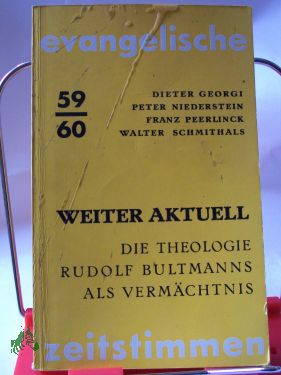 evangelische
59
60
DIETER GEORGI
PETER NIEDERSTEIN
FRANZ PEERLINCK
WALTER SCHMITHALS
WEITER AKTUELL
DIE THEOLOGIE
RUDOLF BULTMANNS
ALS VERMÄCHTNIS
zeitstimmen